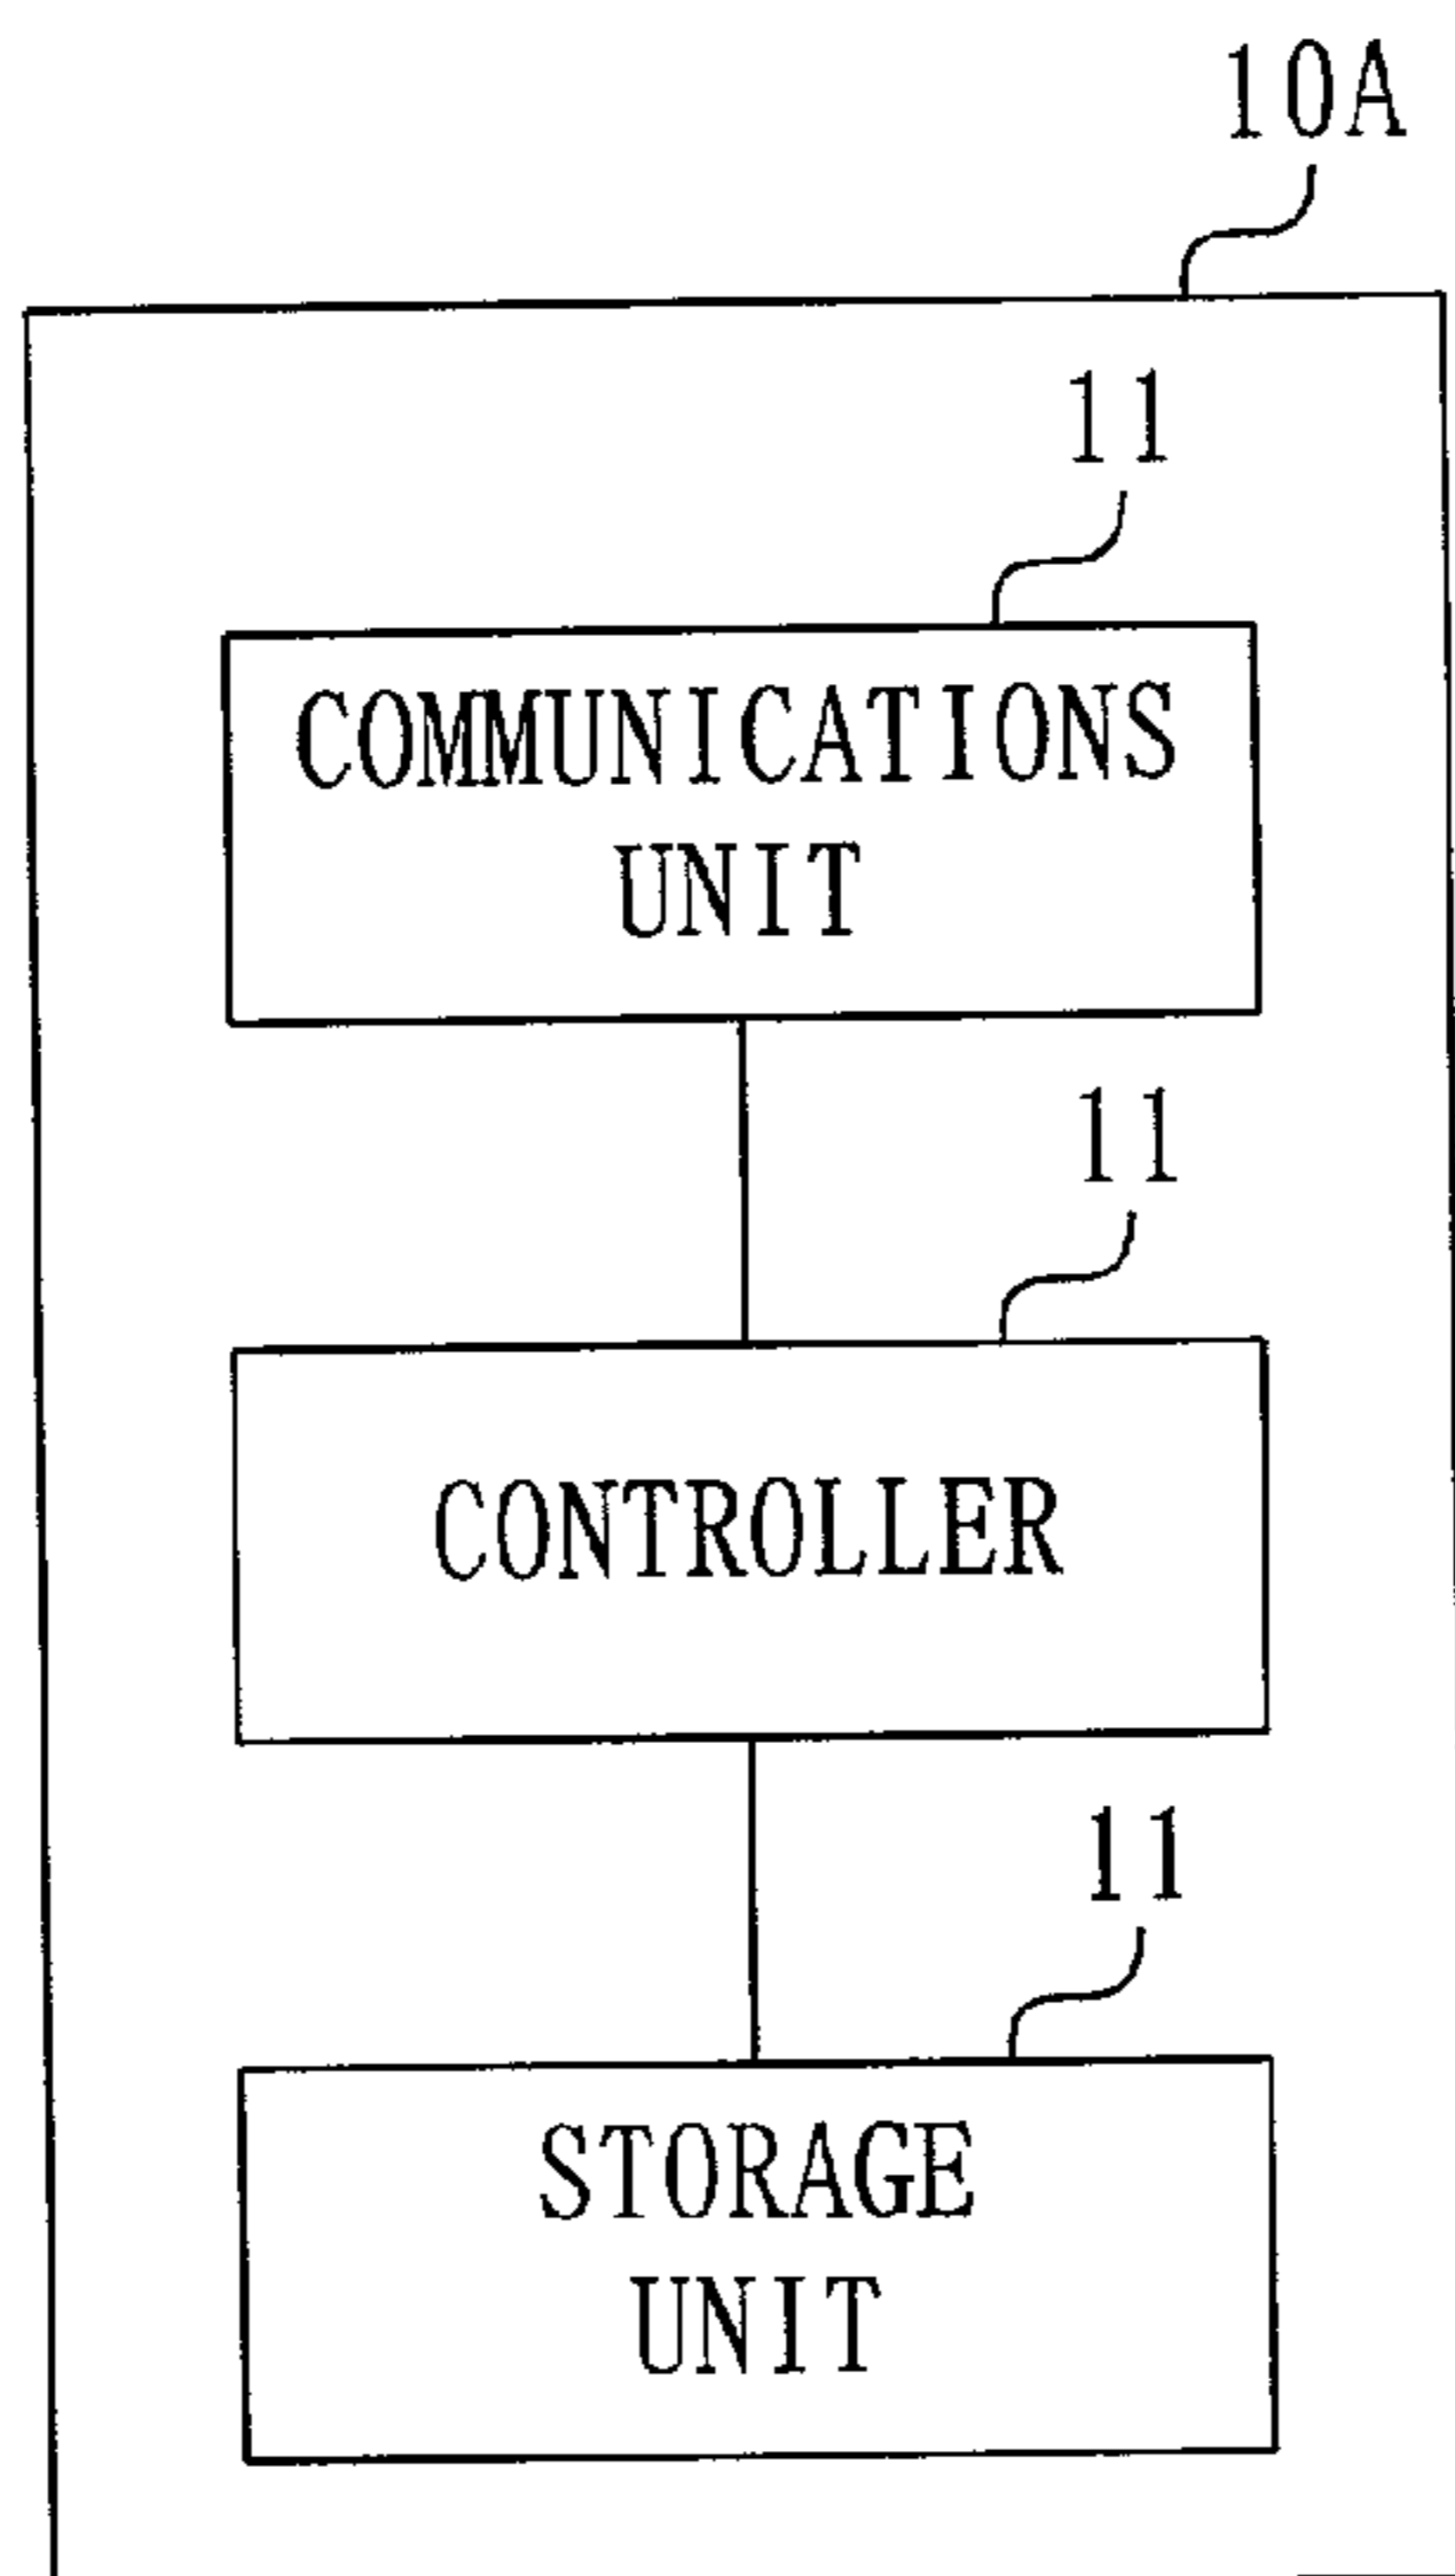 10A
11
COMMUNICATIONS
UNIT
11
CONTROLLER
11
STORAGE
UNIT